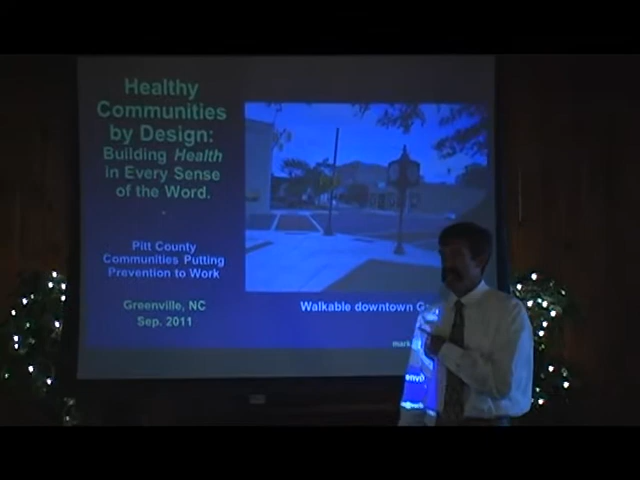 Healthy
Communities
by Design:
Building Health
in Every Sense
of the Word.
Pitt County
Communities Putting
Prevention to Work
Greenville, NC
Sep. 2011
Walkable downtown